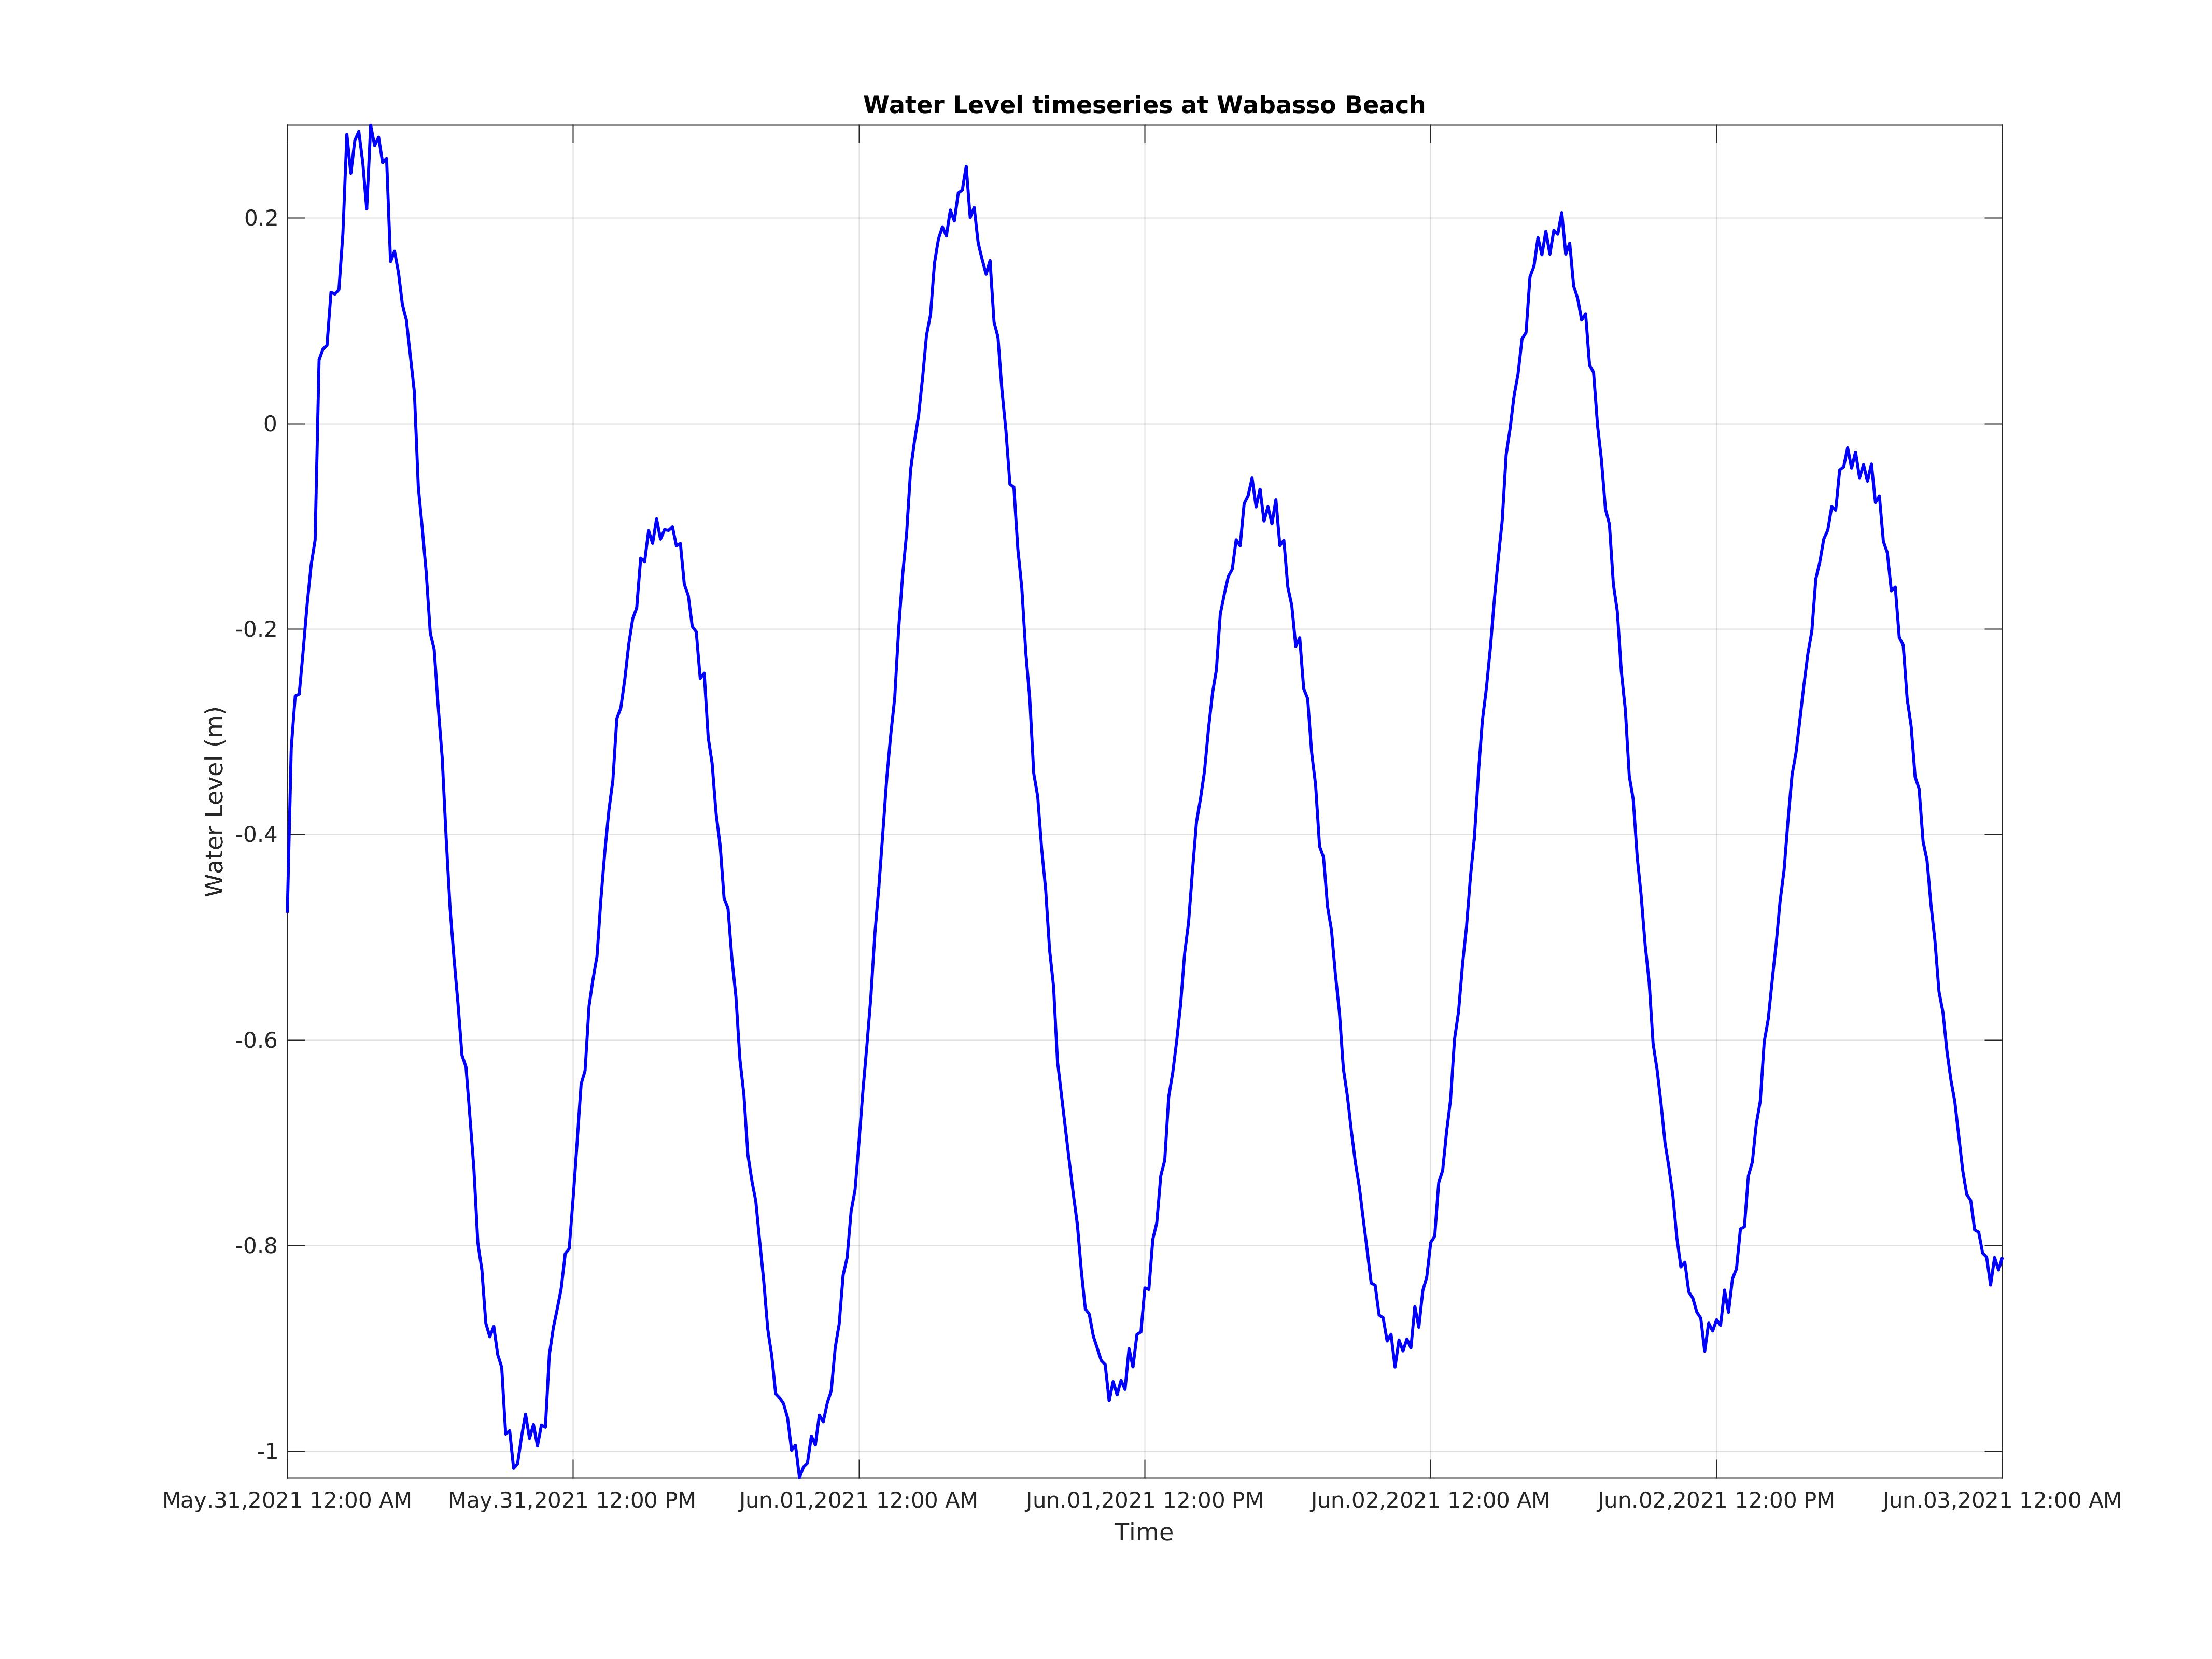 Water Level timeseries at Wabasso Beach
0.2
0
-0.2
-0.4
-0.6
-0.8
-1
Water Level (m)
May.31,2021 12:00 AM
May.31,2021 12:00 PM
Jun.01,2021 12:00 AM
Jun.01,2021 12:00 PM
Jun.02,2021 12:00 AM
Jun.02,2021 12:00 PM
Jun.03,2021 12:00 AM
Time